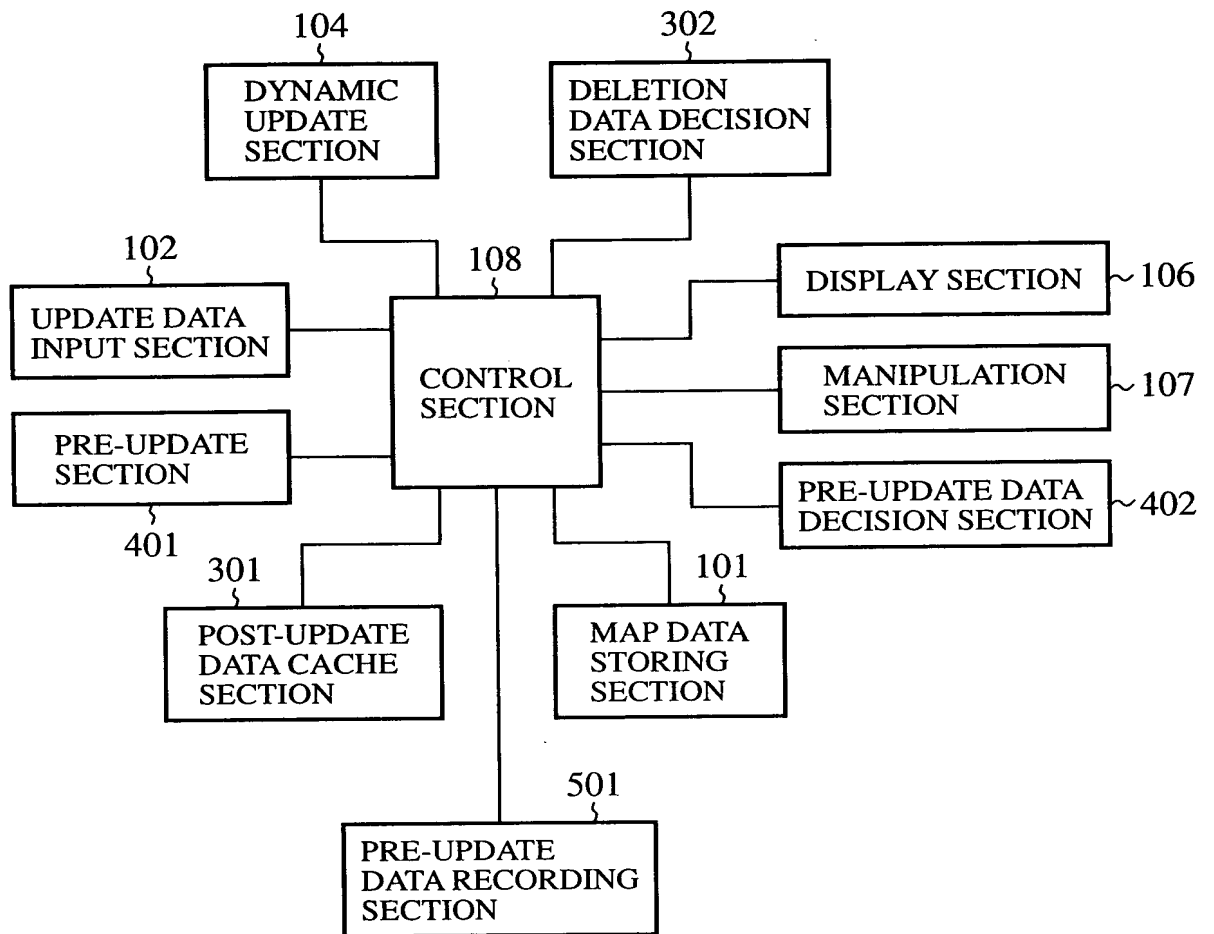 104
DYNAMIC
UPDATE
SECTION
302
DELETION
DATA DECISION
SECTION
102
UPDATE DATA
INPUT SECTION
108
CONTROL
SECTION
DISPLAY SECTION
106
MANIPULATION
SECTION
107
PRE-UPDATE
SECTION
401
PRE-UPDATE DATA
DECISION SECTION
402
301
POST-UPDATE
DATA CACHE
SECTION
101
MAP DATA
STORING
SECTION
501
PRE-UPDATE
DATA RECORDING
SECTION